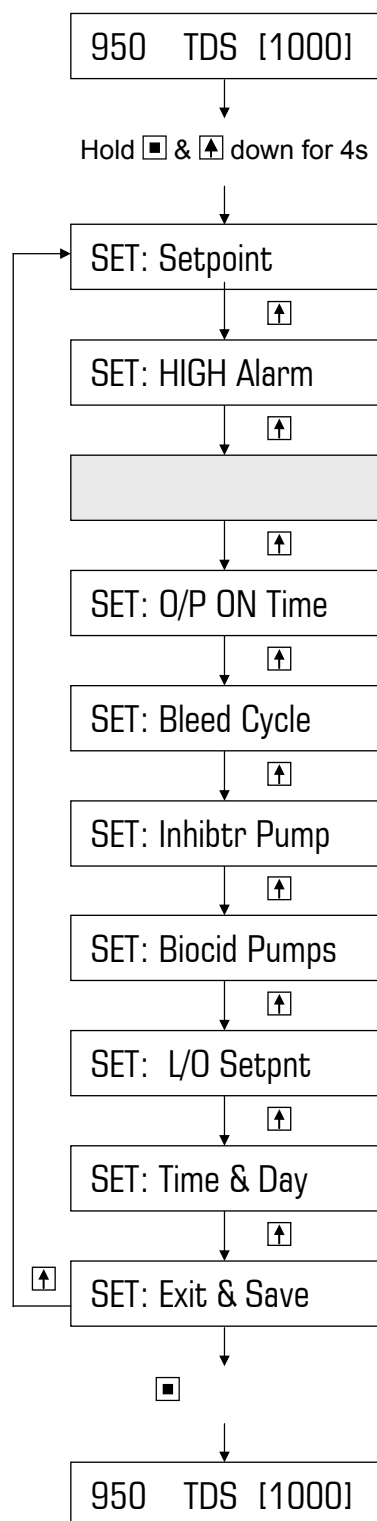 950 TDS [1000]
Hold & down for 4s
SET: Setpoint
SET: HIGH Alarm
SET: O/P ON Time
SET: Bleed Cycle
SET: Inhibtr Pump
SET: Biocid Pumps
SET: L/O Setpnt
SET: Time & Day
SET: Exit & Save
950 TDS [1000]